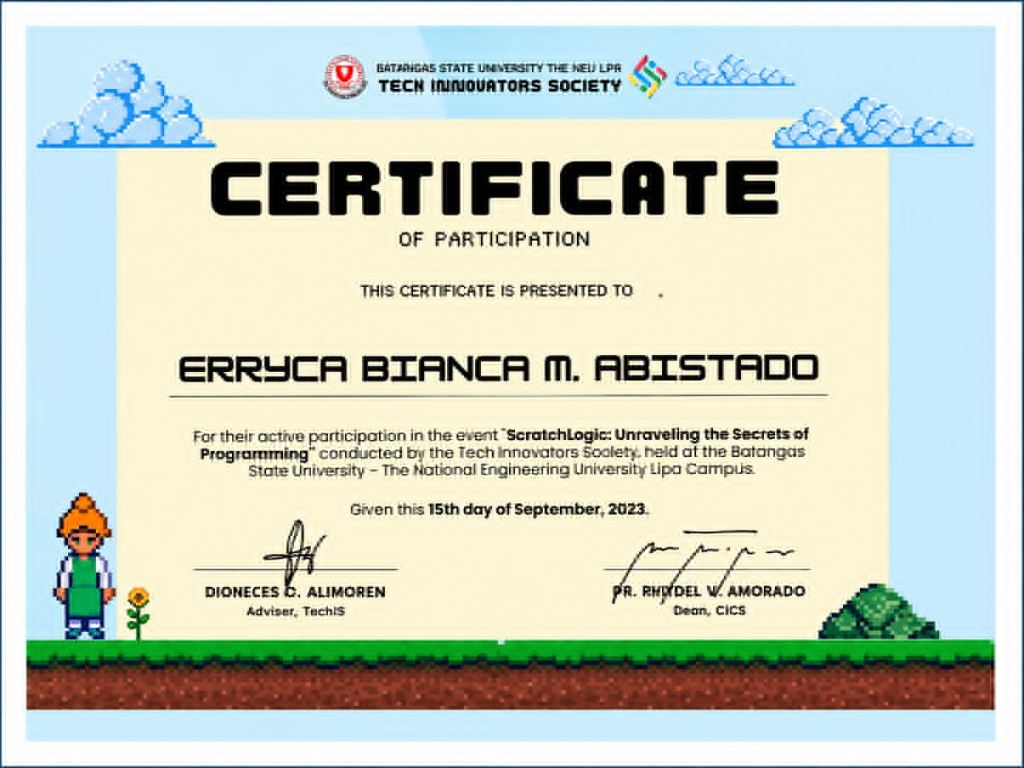 BATANGAS STATE UNIVERSITY THE NEU LPA
TECH INNOVATORS SOCIETY
CERTIFICATE
OF PARTICIPATION
THIS CERTIFICATE IS PRESENTED TO
ERRYCA BIANCA M. ABISTADO
For their active participation in the event "ScratchLogic: Unraveling the Secrets of
Programming" conducted by the Tech Innovators Society, held at the Batangas
State University – The National Engineering University Lipa Campus.
Given this 15th day of September, 2023.
DIONECES O. ALIMOREN
Adviser, TechIS
DR. RHYDEL W. AMORADO
Dean, CICS